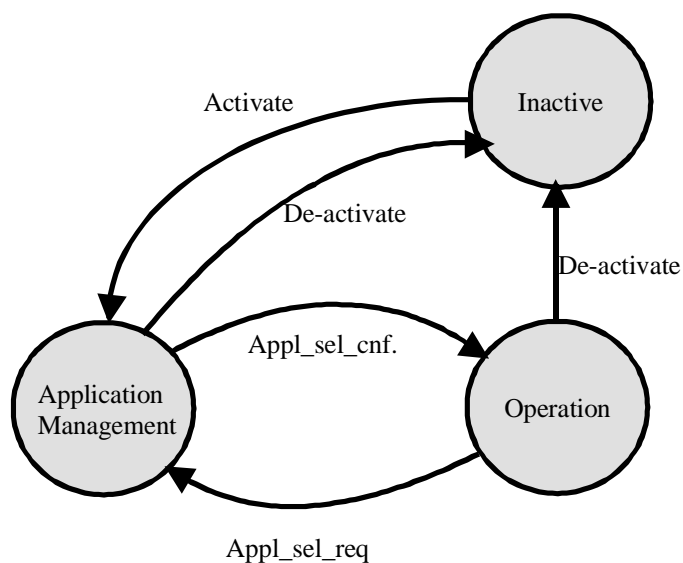 Activate
Inactive
De-activate
De-activate
Appl_sel_cnf.
Application
Management
Operation
Appl_sel_req